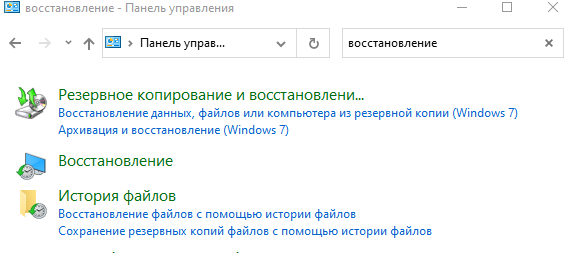 восстановление - Панель управления
Панель управ...
восстановление
Резервное копирование и восстановлени...
Восстановление данных, файлов или компьютера из резервной копии (Windows 7)
Архивация и восстановление (Windows 7)
Восстановление
История файлов
Восстановление файлов с помощью истории файлов
Сохранение резервных копий файлов с помощью истории файлов